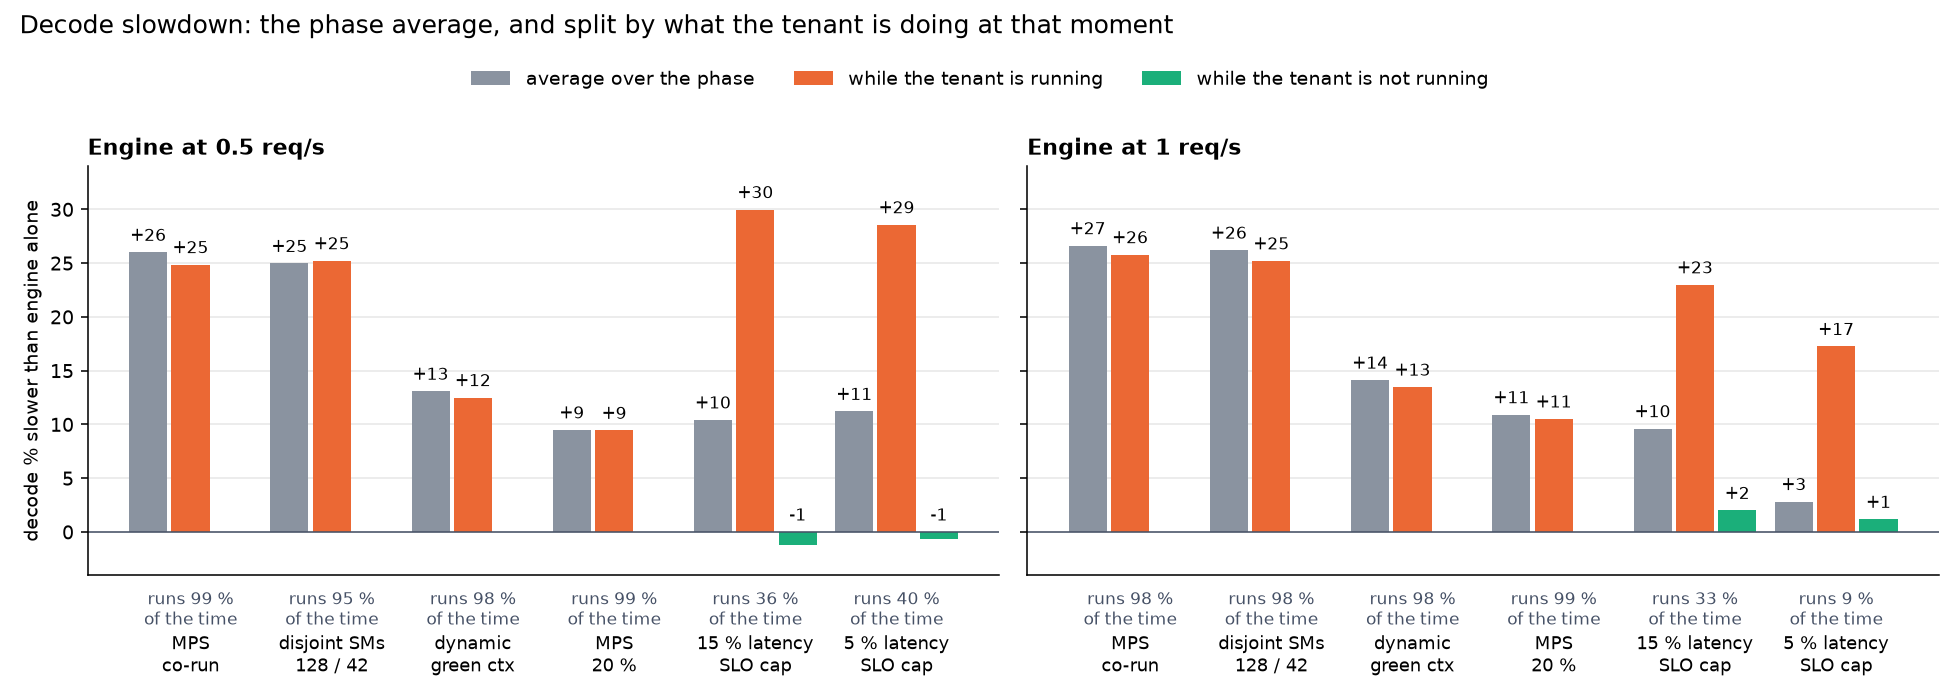 Decode slowdown: the phase average, and split by what the tenant is doing at that moment
average over the phase
while the tenant is running
while the tenant is not running
Engine at 0.5 req/s
decode % slower than engine alone
30
25
20
15
10
5
0
+26
+25
+25
+25
+13
+12
+9
+9
+10
+30
-1
+11
+29
-1
runs 99 %
of the time
MPS
co-run
runs 95 %
of the time
disjoint SMs
128 / 42
runs 98 %
of the time
dynamic
green ctx
runs 99 %
of the time
MPS
20 %
runs 36 %
of the time
15 % latency
SLO cap
runs 40 %
of the time
5 % latency
SLO cap
Engine at 1 req/s
+27
+26
+26
+25
+14
+13
+11
+11
+10
+23
+2
+3
+17
+1
runs 98 %
of the time
MPS
co-run
runs 98 %
of the time
disjoint SMs
128 / 42
runs 98 %
of the time
dynamic
green ctx
runs 99 %
of the time
MPS
20 %
runs 33 %
of the time
15 % latency
SLO cap
runs 9 %
of the time
5 % latency
SLO cap